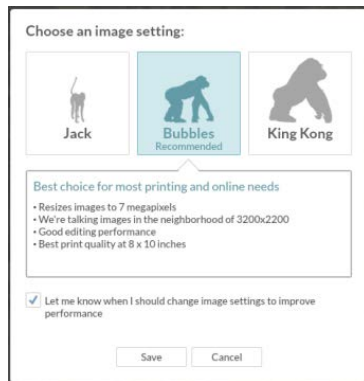 Choose an image setting:
Jack
Bubbles
Recommended
King Kong
Best choice for most printing and online needs
• Resizes images to 7 megapixels
• We're talking images in the neighborhood of 3200x2200
• Good editing performance
• Best print quality at 8 x 10 inches
Let me know when I should change image settings to improve
performance
Save
Cancel